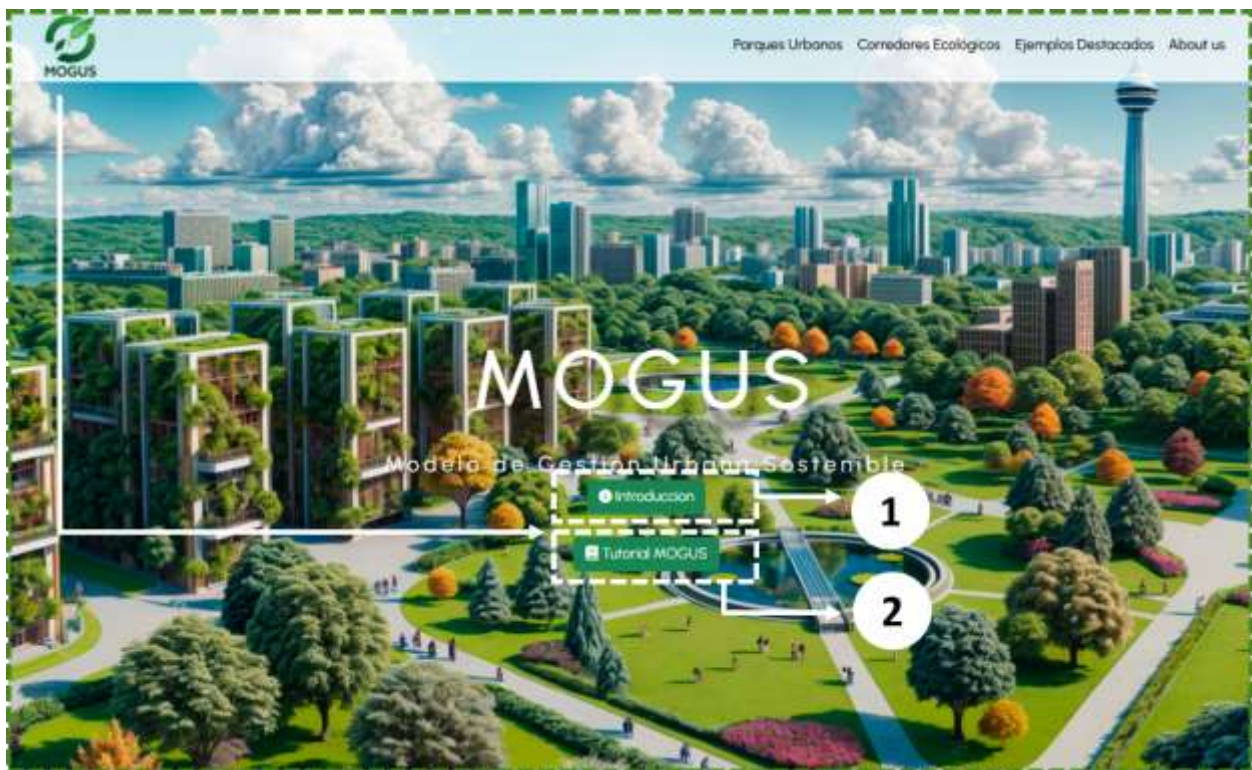 MOGUS
Parques Urbanos Corredores Ecológicos Ejemplos Destacados About us
MOGUS
Modelo de Gestión Urbana Sostenible
Introduccion
1
Tutorial MOGUS
2